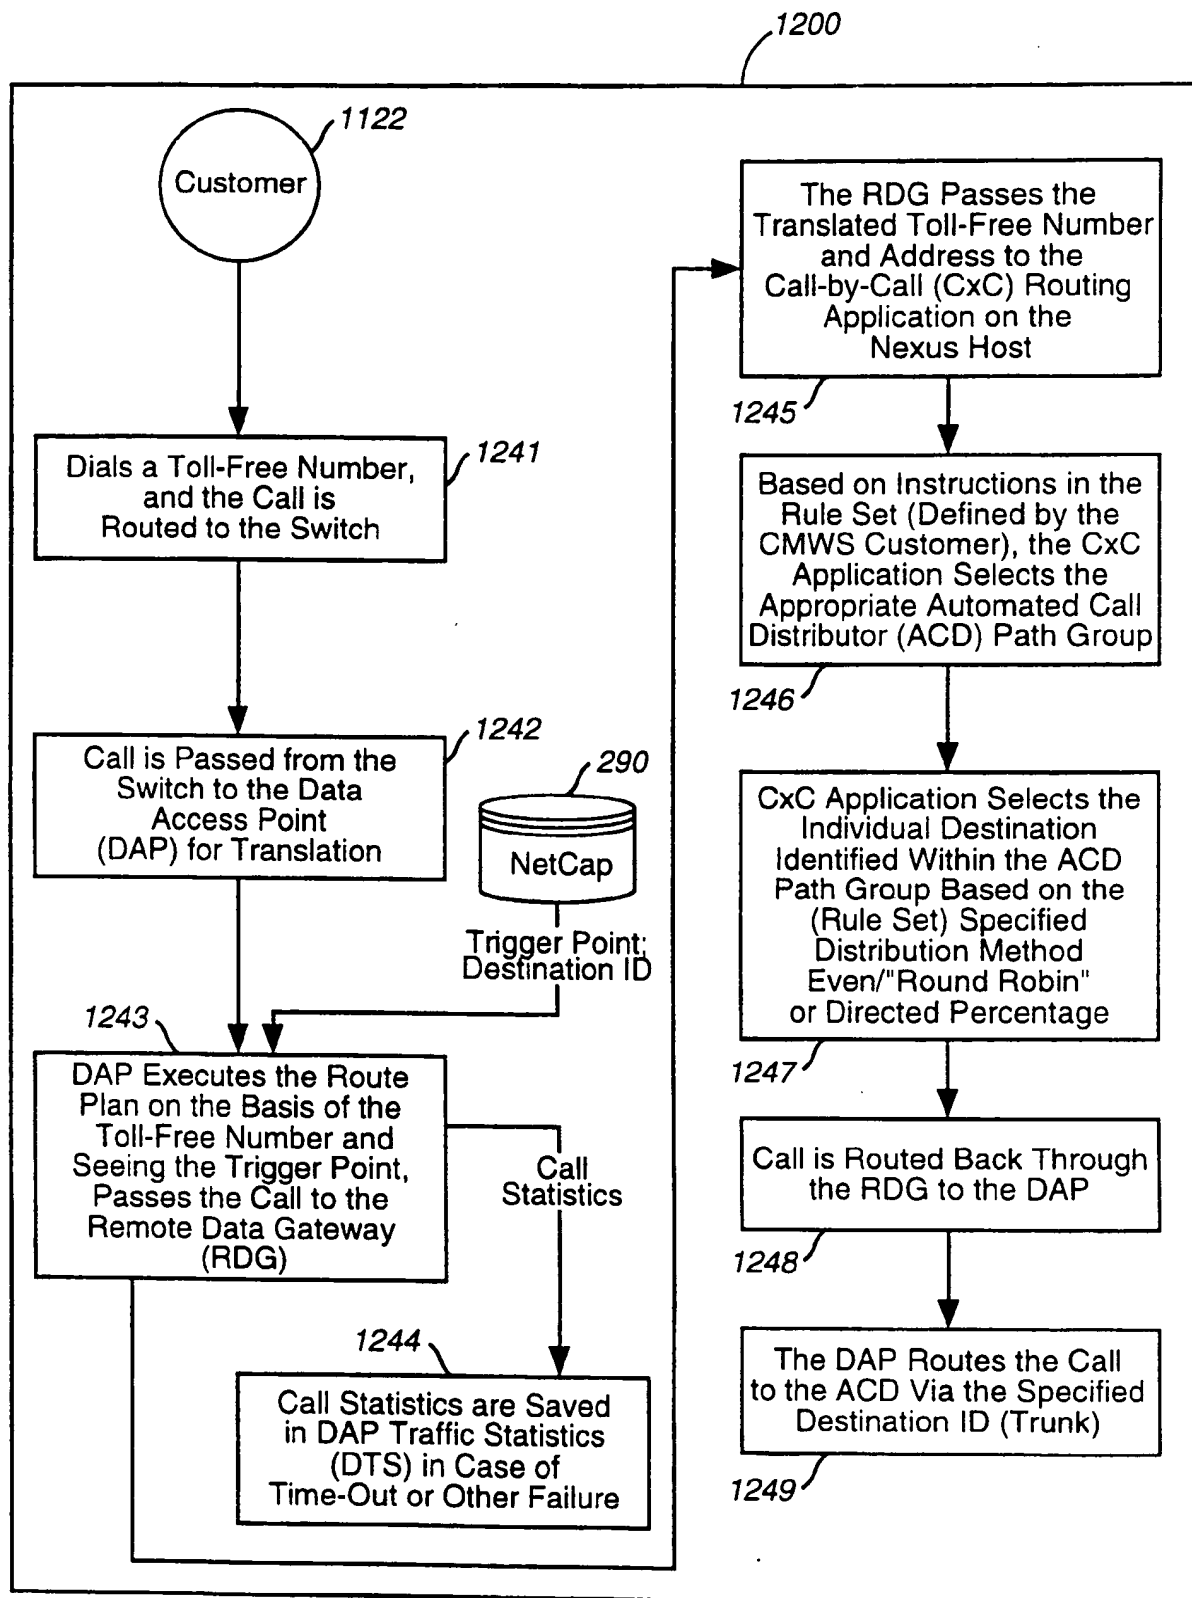 1200
1122
Customer
1241
Dials a Toll-Free Number,
and the Call is
Routed to the Switch
1242
Call is Passed from the
Switch to the Data
Access Point
(DAP) for Translation
290
NetCap
Trigger Point;
Destination ID
1243
DAP Executes the Route
Plan on the Basis of the
Toll-Free Number and
Seeing the Trigger Point,
Passes the Call to the
Remote Data Gateway
(RDG)
Call
Statistics
1244
Call Statistics are Saved
in DAP Traffic Statistics
(DTS) in Case of
Time-Out or Other Failure
The RDG Passes the
Translated Toll-Free Number
and Address to the
Call-by-Call (CxC) Routing
Application on the
Nexus Host
1245
Based on Instructions in the
Rule Set (Defined by the
CMWS Customer), the CxC
Application Selects the
Appropriate Automated Call
Distributor (ACD) Path Group
1246
CxC Application Selects the
Individual Destination
Identified Within the ACD
Path Group Based on the
(Rule Set) Specified
Distribution Method
Even/"Round Robin"
or Directed Percentage
1247
Call is Routed Back Through
the RDG to the DAP
1248
The DAP Routes the Call
to the ACD Via the Specified
Destination ID (Trunk)
1249